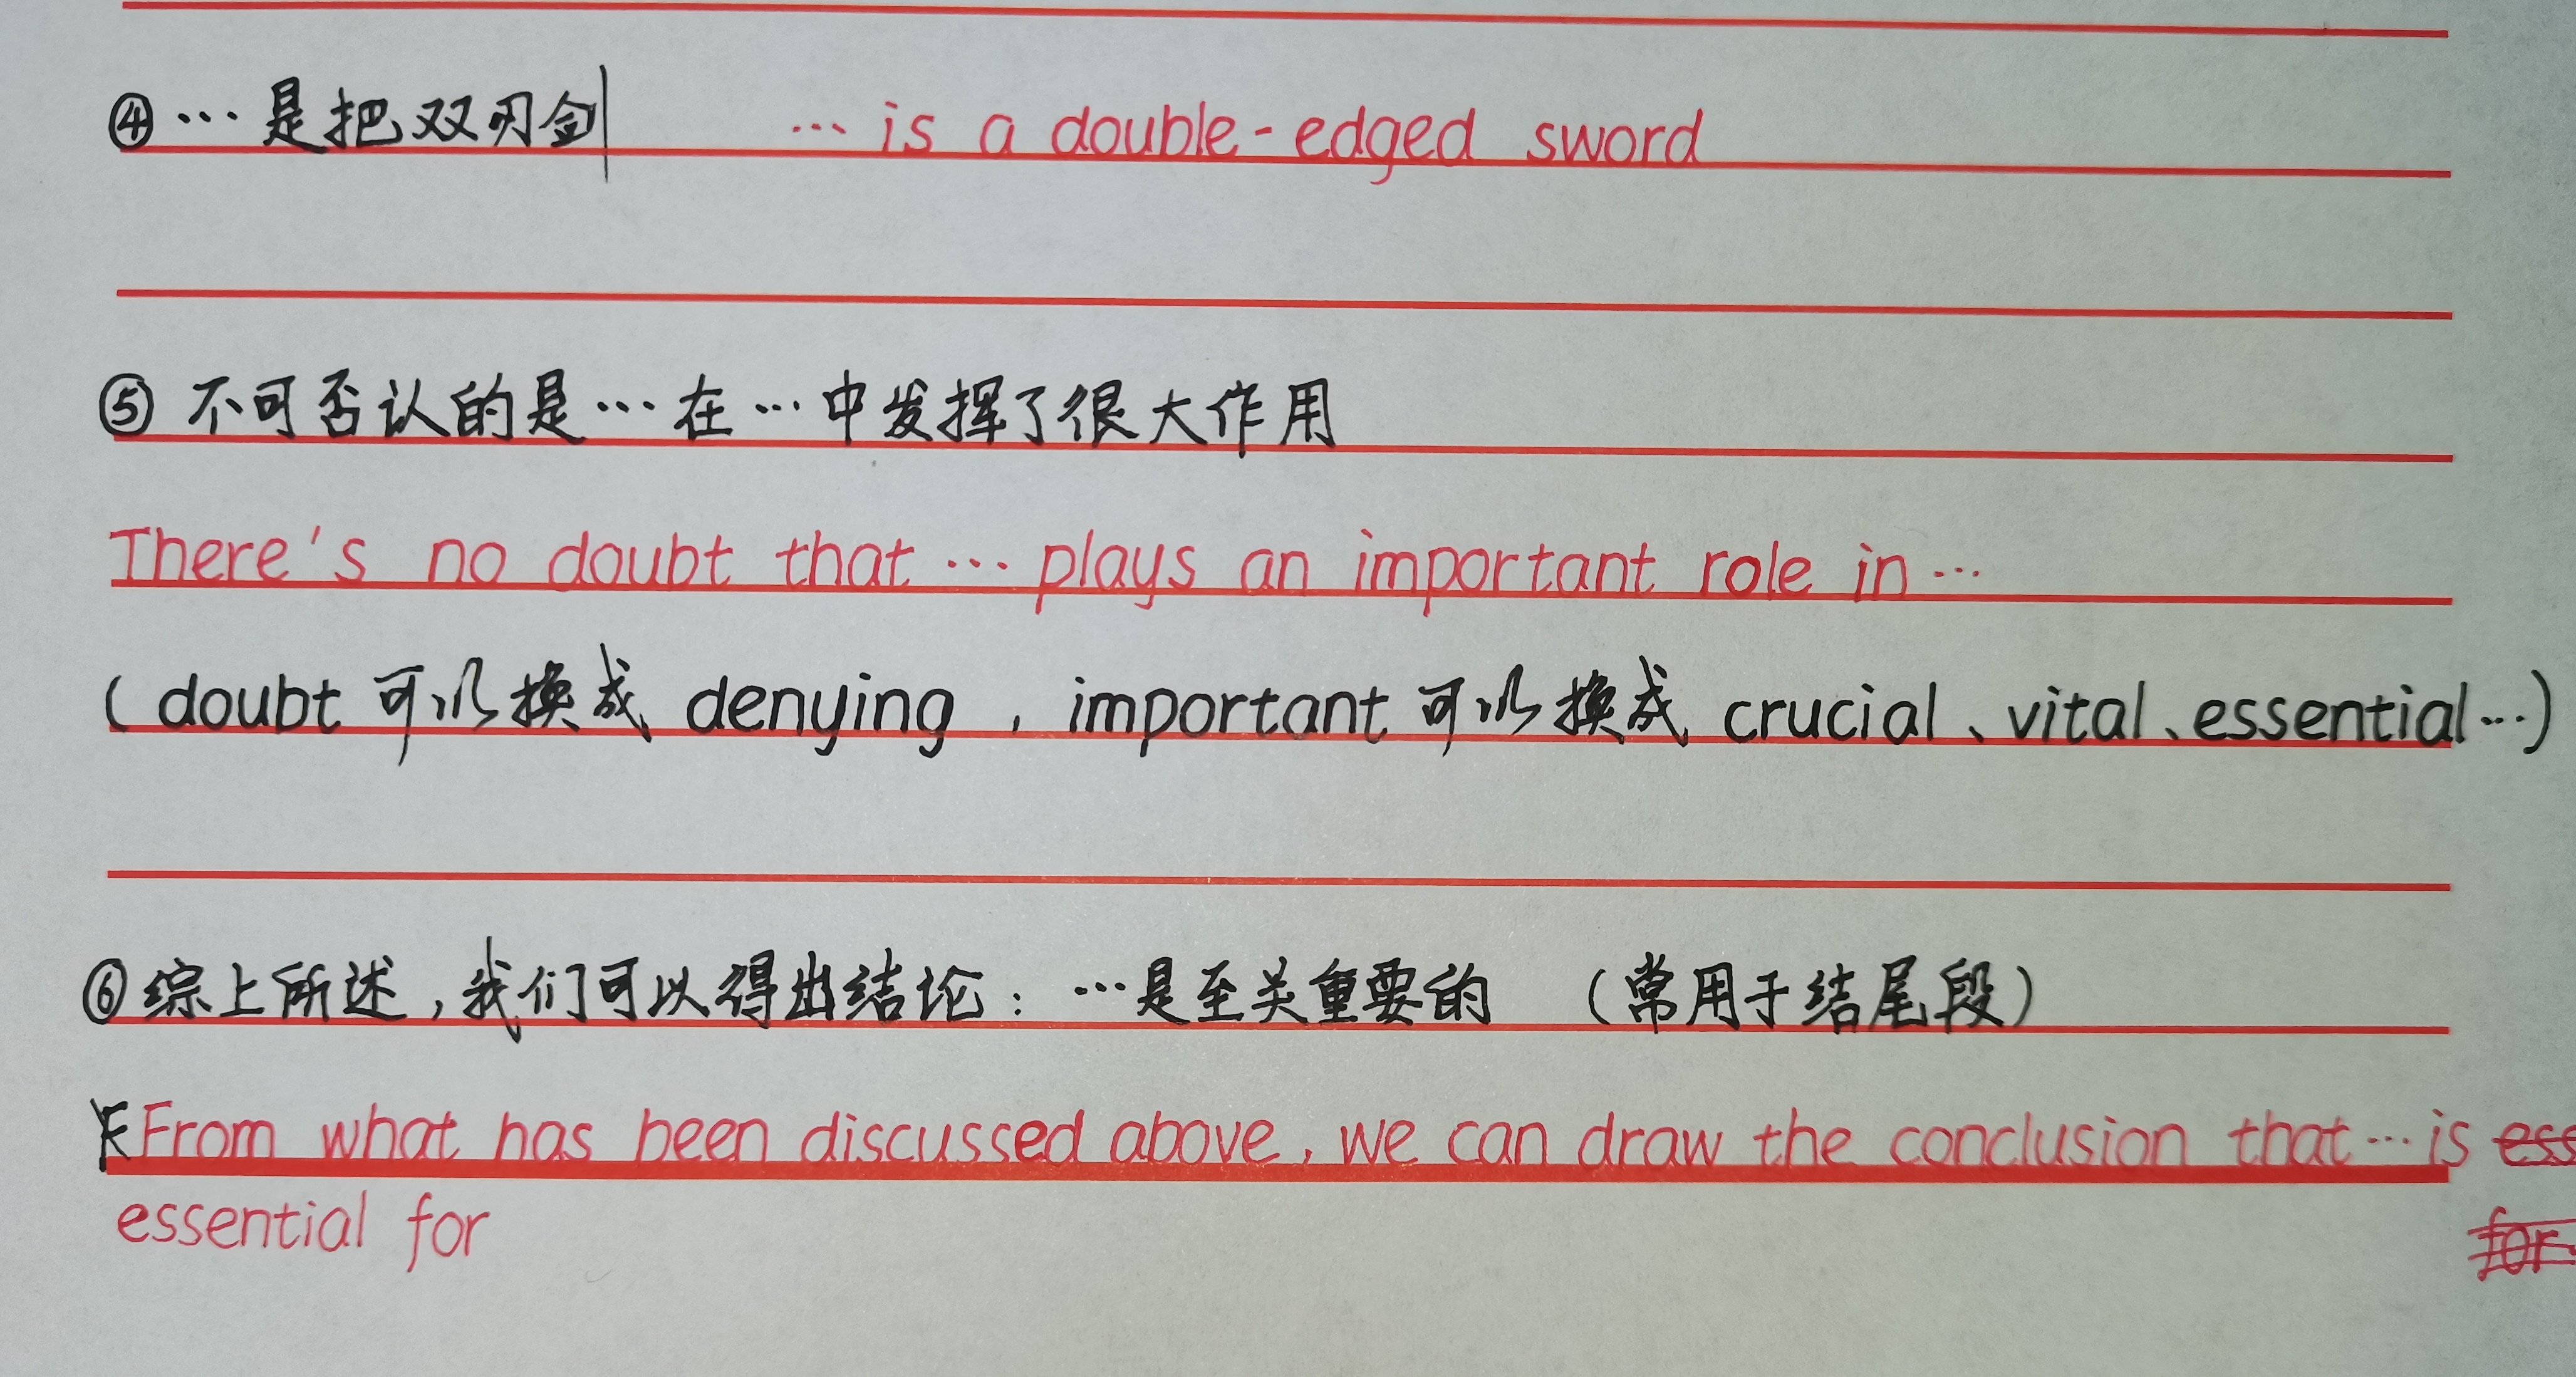 ④…是把双刃剑 …is a double-edged sword
⑤ 不可否认的是…在…中发挥了很大作用
There's no doubt that…plays an important role in…
(doubt 可以换成 denying, important 可以换成 crucial、vital、essential…)
⑥综上所述,我们可以得出结论:…是至关重要的 (常用于结尾段)
From what has been discussed above, we can draw the conclusion that…is
essential for